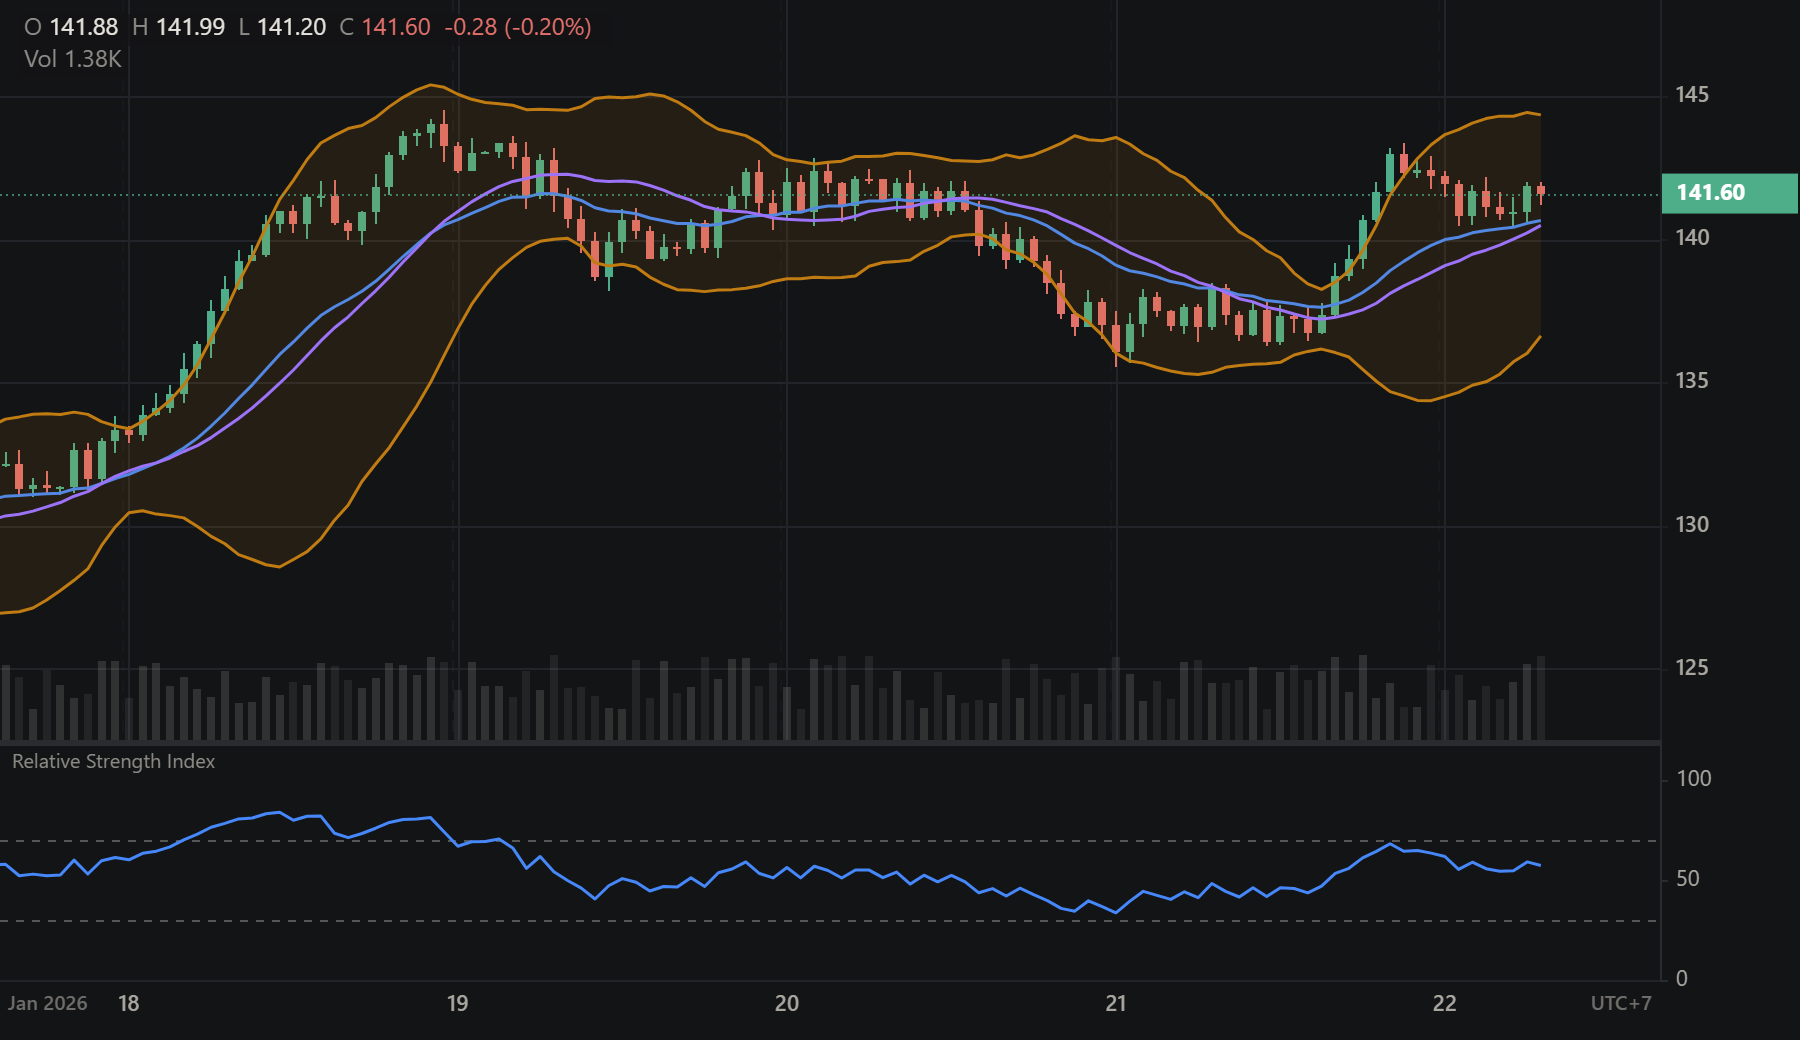 O 141.88 H 141.99 L 141.20 C 141.60 -0.28 (-0.20%)
Vol 1.38K
145
141.60
140
135
130
125
Relative Strength Index
100
50
0
Jan 2026 18 19 20 21 22 UTC+7